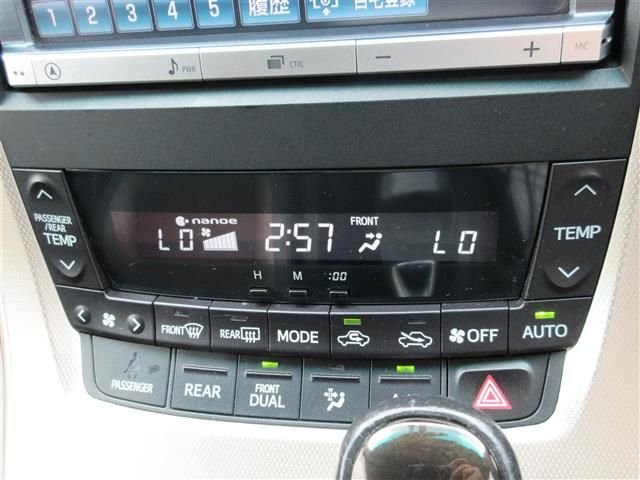 1 2 3 4 5 履歴 自宅登録
PWR CTRL − + MIC
nanoe FRONT
PASSENGER/REAR TEMP
LO 2:57 LO
TEMP
H M :00
FRONT REAR MODE OFF AUTO
PASSENGER REAR FRONT DUAL